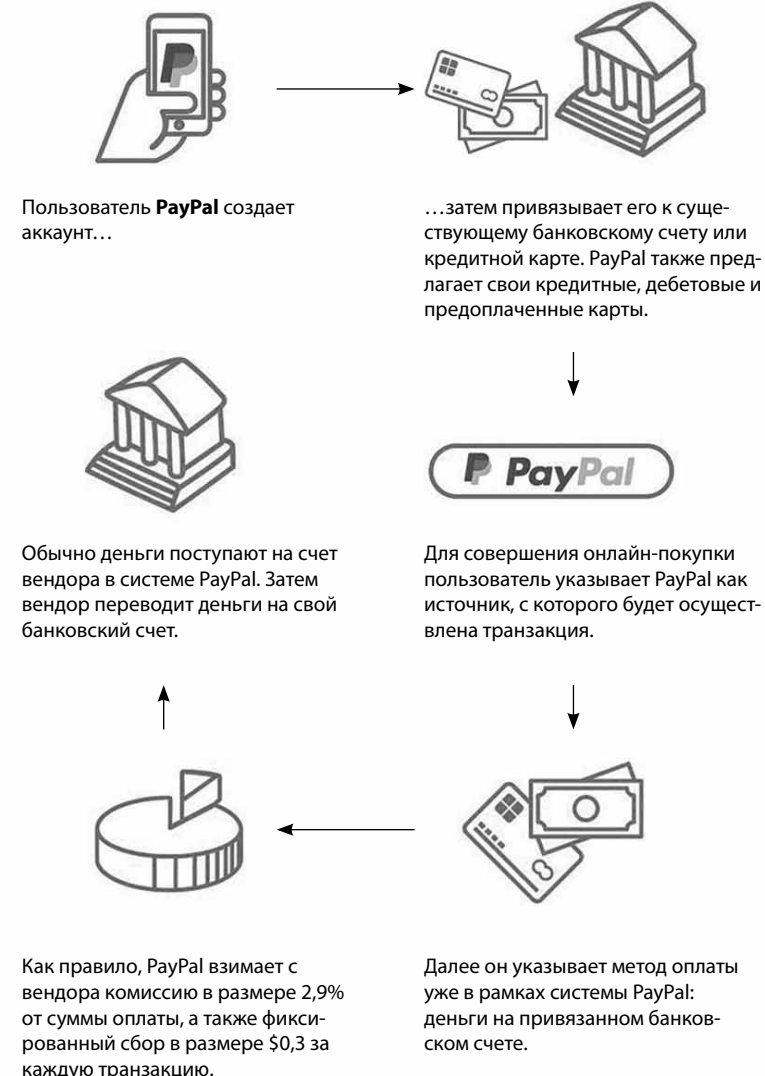 Пользователь PayPal создает
аккаунт…
…затем привязывает его к суще-
ствующему банковскому счету или
кредитной карте. PayPal также пред-
лагает свои кредитные, дебетовые и
предоплаченные карты.
PayPal
Для совершения онлайн-покупки
пользователь указывает PayPal как
источник, с которого будет осущест-
влена транзакция.
Далее он указывает метод оплаты
уже в рамках системы PayPal:
деньги на привязанном банков-
ском счете.
Как правило, PayPal взимает с
вендора комиссию в размере 2,9%
от суммы оплаты, а также фикси-
рованный сбор в размере $0,3 за
каждую транзакцию.
Обычно деньги поступают на счет
вендора в системе PayPal. Затем
вендор переводит деньги на свой
банковский счет.